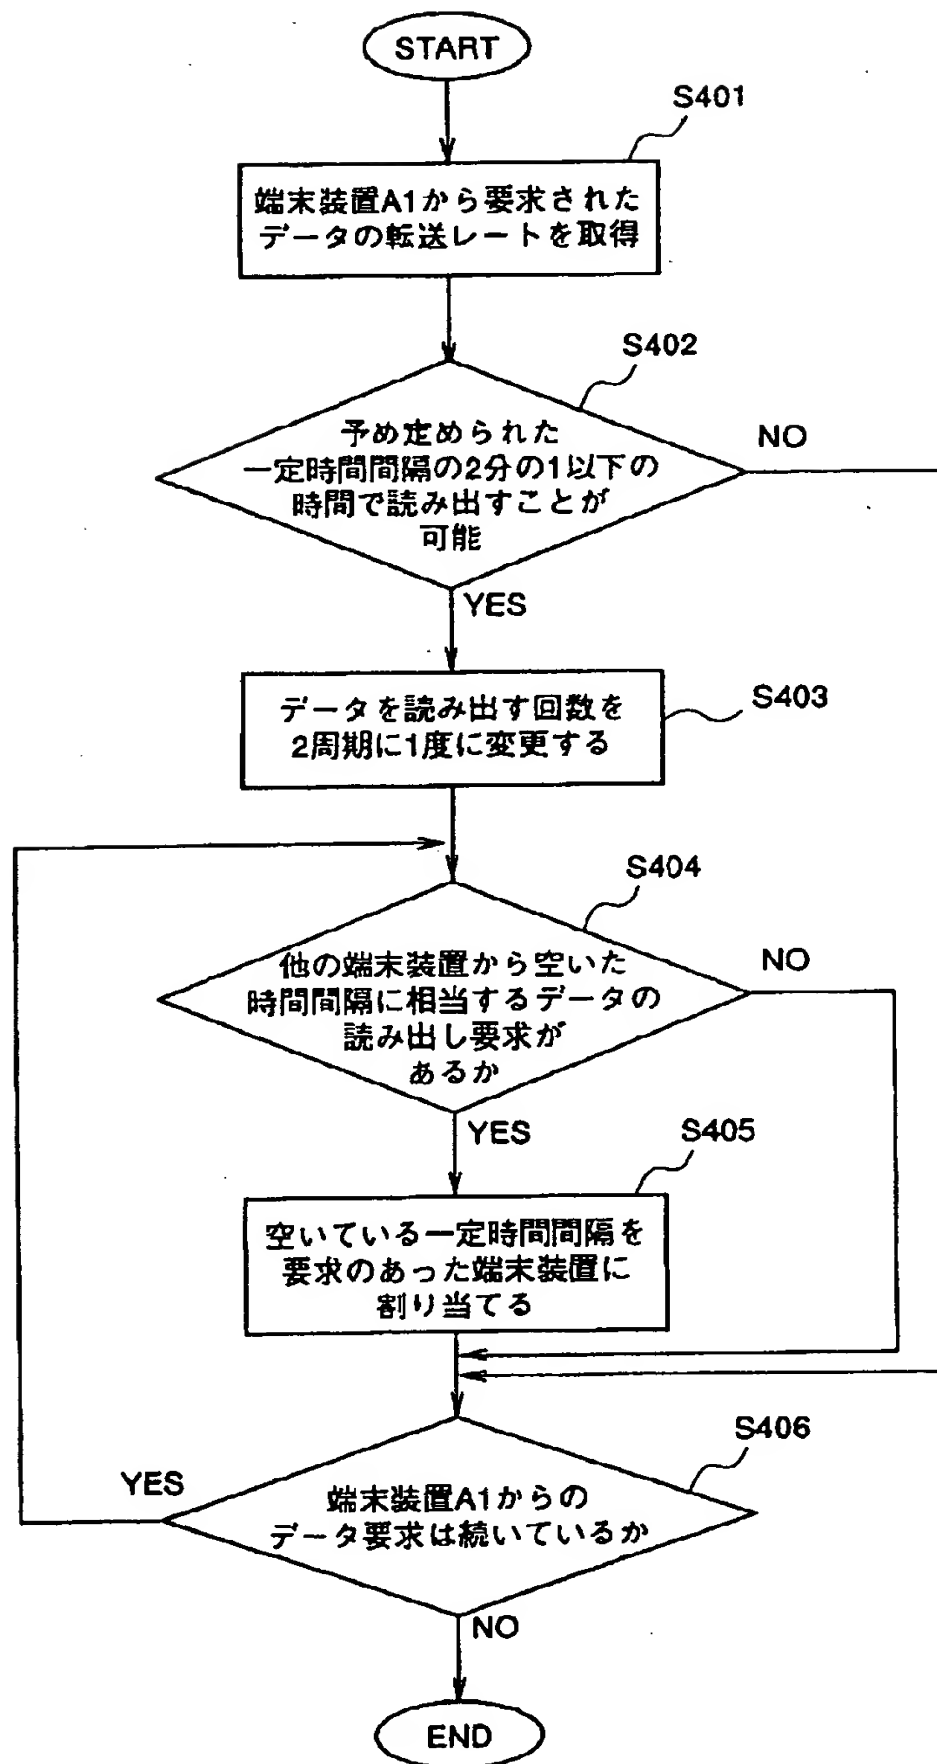 START
S401
端末装置A1から要求された
データの転送レートを取得
S402
予め定められた
一定時間間隔の2分の1以下の
時間で読み出すことが
可能
NO
YES
S403
データを読み出す回数を
2周期に1度に変更する
S404
他の端末装置から空いた
時間間隔に相当するデータの
読み出し要求が
あるか
NO
YES
S405
空いている一定時間間隔を
要求のあった端末装置に
割り当てる
S406
YES
端末装置A1からの
データ要求は続いているか
NO
END